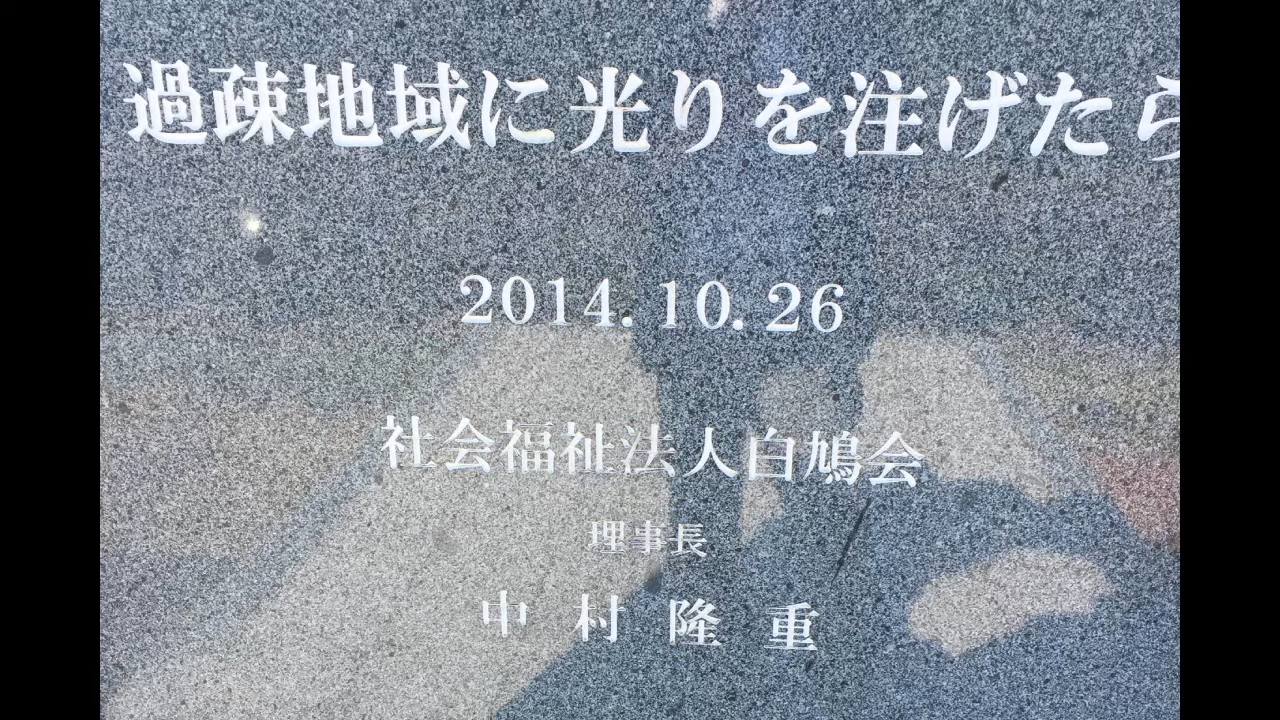 過疎地域に光りを注げたら
2014.10.26
社会福祉法人白鳩会
理事長
中村隆重